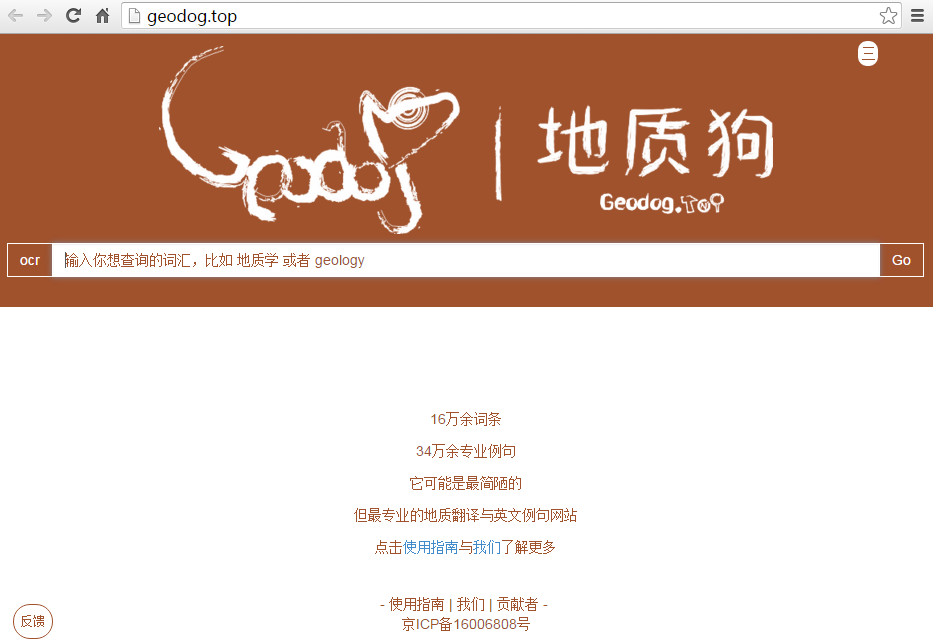 geodog.top
Geodog
地质狗
Geodog.ToP
ocr
输入你想查询的词汇，比如 地质学 或者 geology
Go
16万余词条
34万余专业例句
它可能是最简陋的
但最专业的地质翻译与英文例句网站
点击使用指南与我们了解更多
- 使用指南 | 我们 | 贡献者 -
京ICP备16006808号
反馈